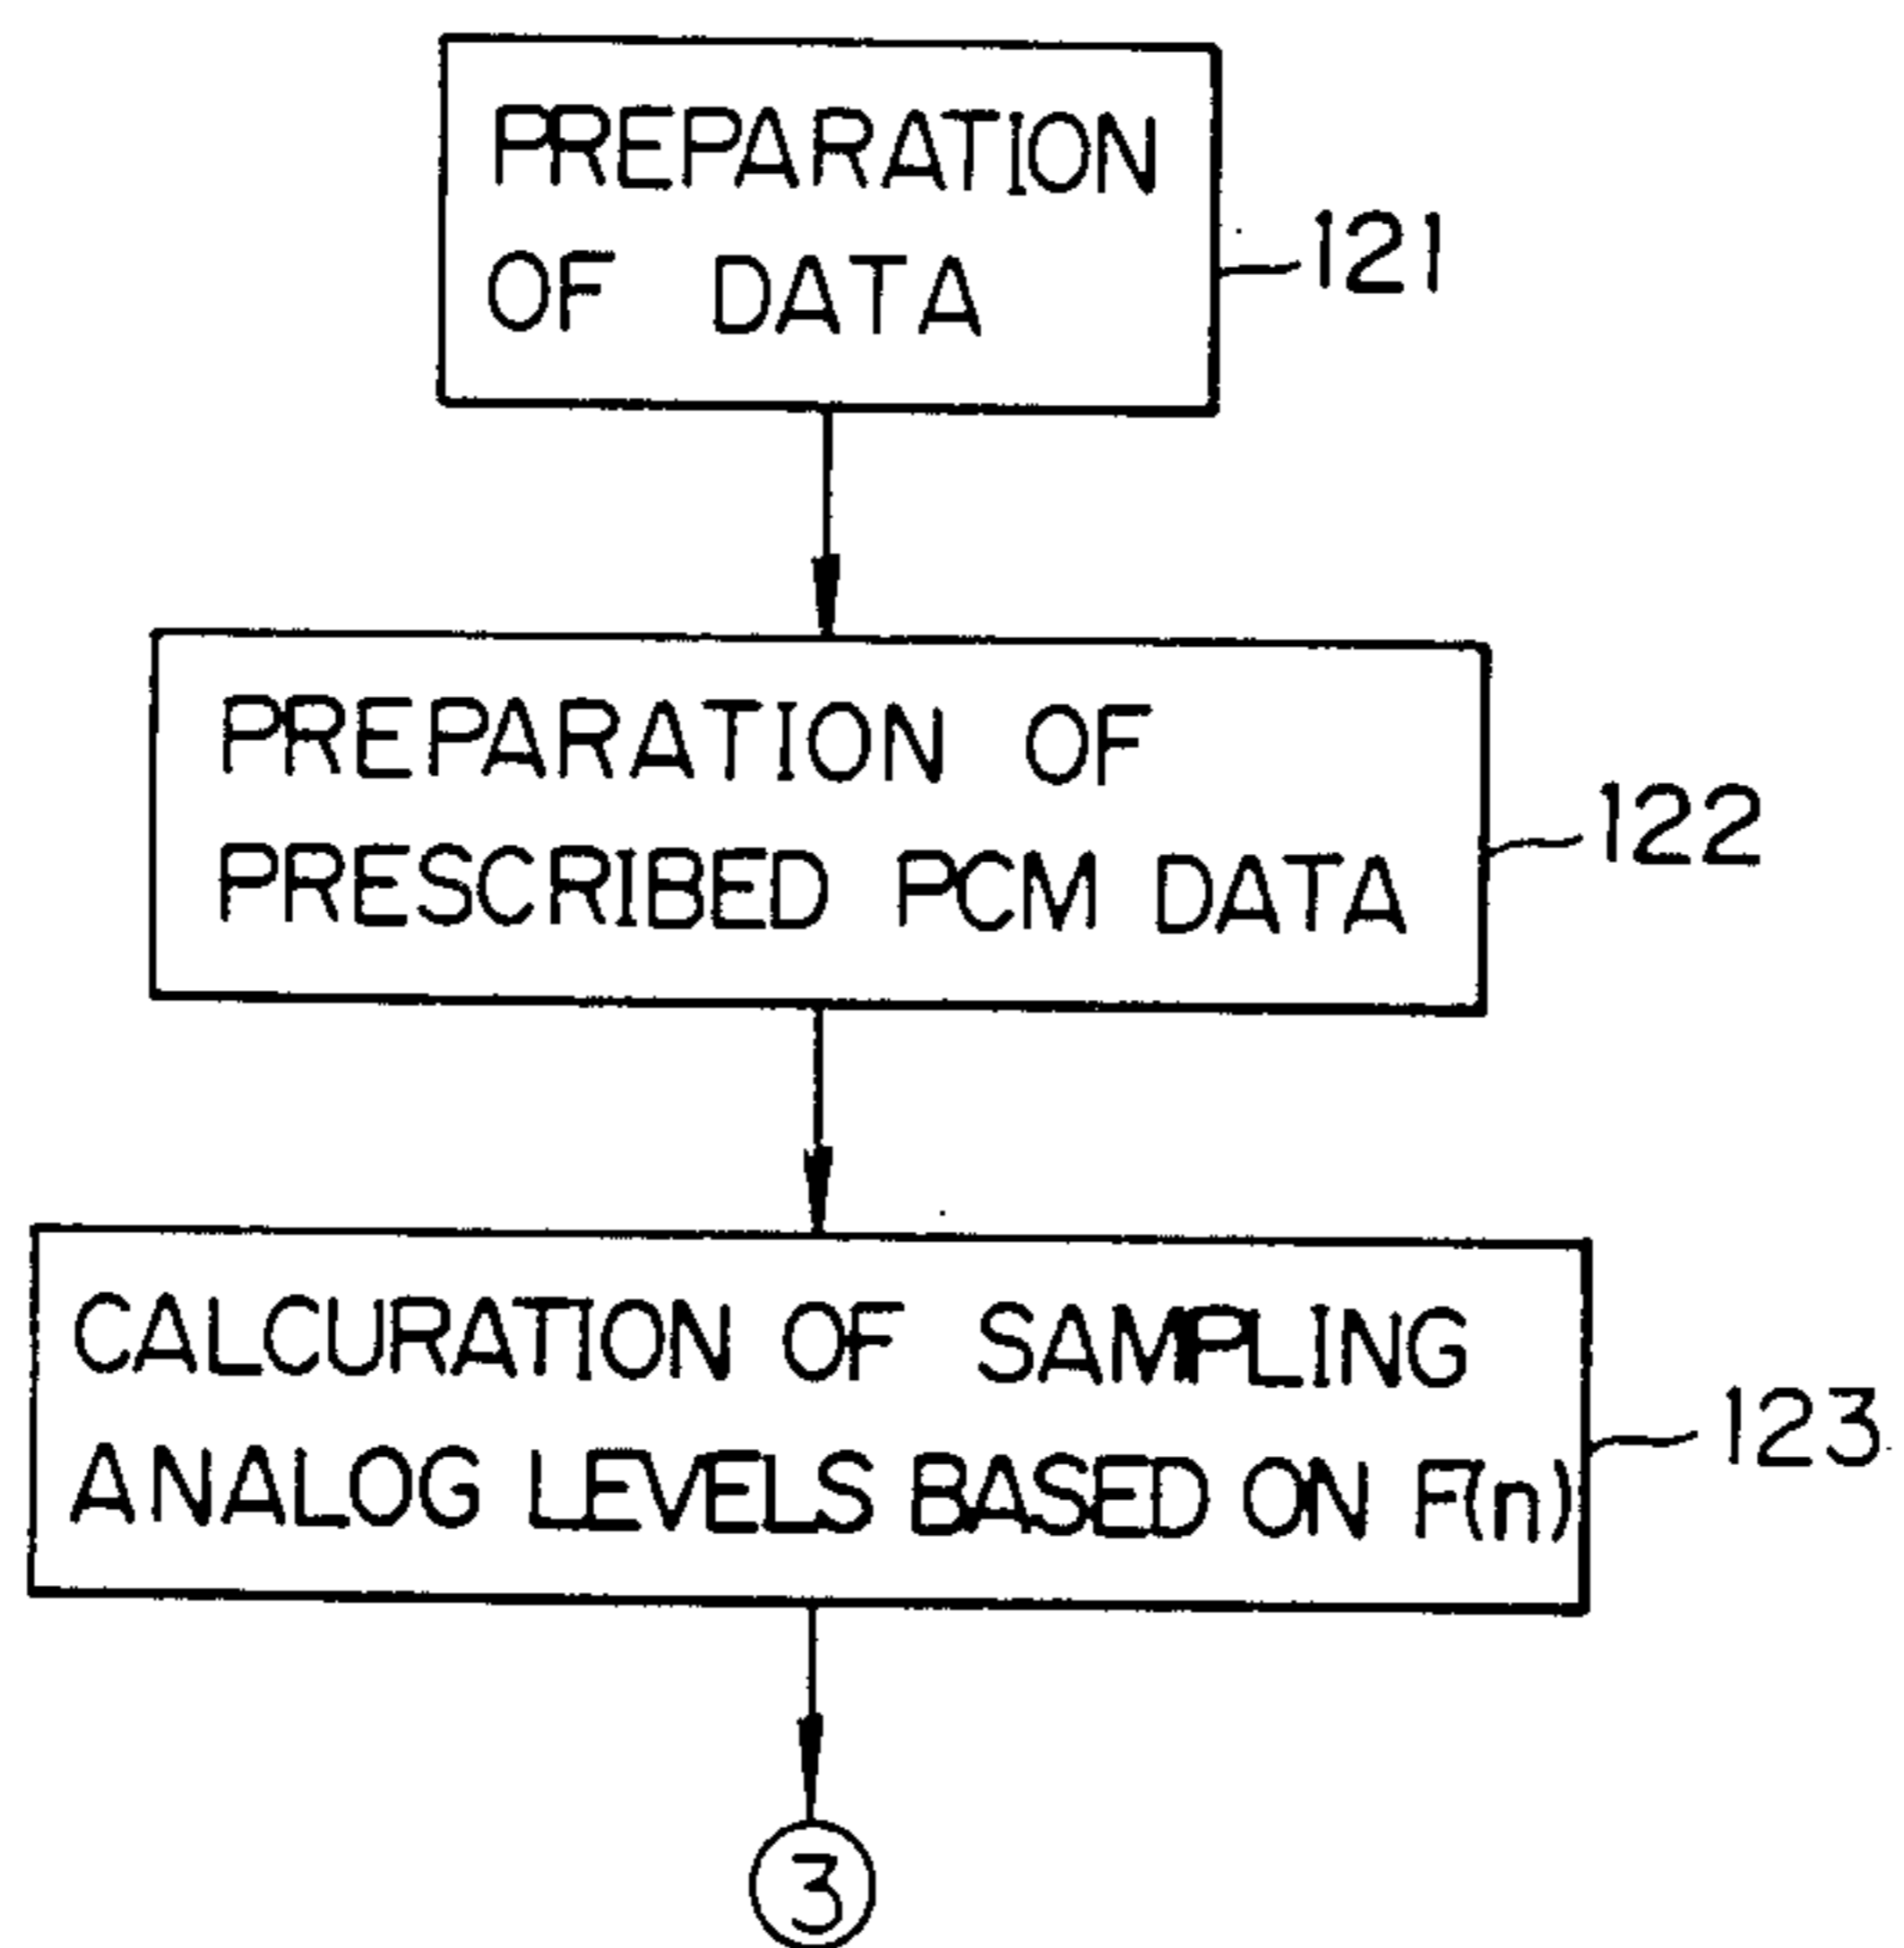 PREPARATION
OF DATA
121
PREPARATION OF
PRESCRIBED PCM DATA
122
CALCURATION OF SAMPLING
ANALOG LEVELS BASED ON F(n)
123
3